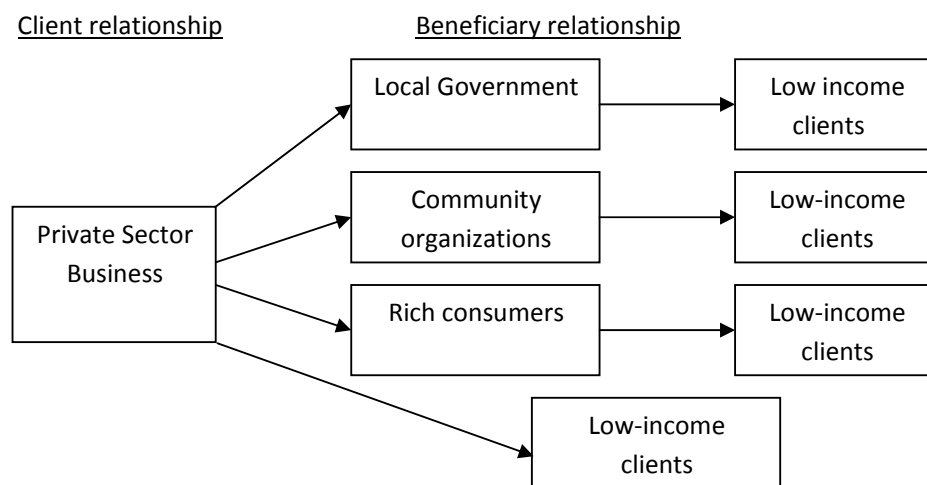 Client relationship
Beneficiary relationship
Local Government
Low income
clients
Private Sector
Business
Community
organizations
Low-income
clients
Rich consumers
Low-income
clients
Low-income
clients